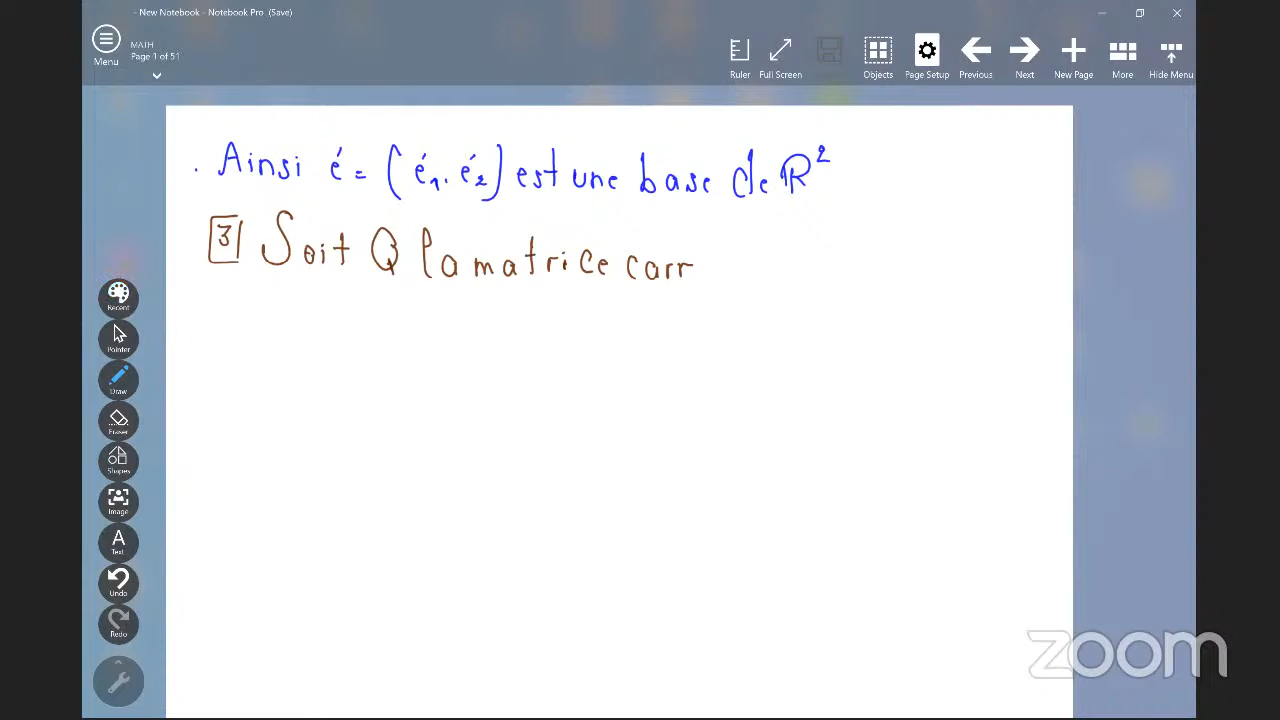 - New Notebook - Notebook Pro (Save)
Menu
MATH
Page 1 of 51
Ruler
Full Screen
Objects
Page Setup
Previous
Next
New Page
More
Hide Menu
. Ainsi é = (é1, é2) est une base de ℝ²
3 Soit Q la matrice carr
Recent
Pointer
Draw
Eraser
Shapes
Image
A
Text
Undo
Redo
zoom